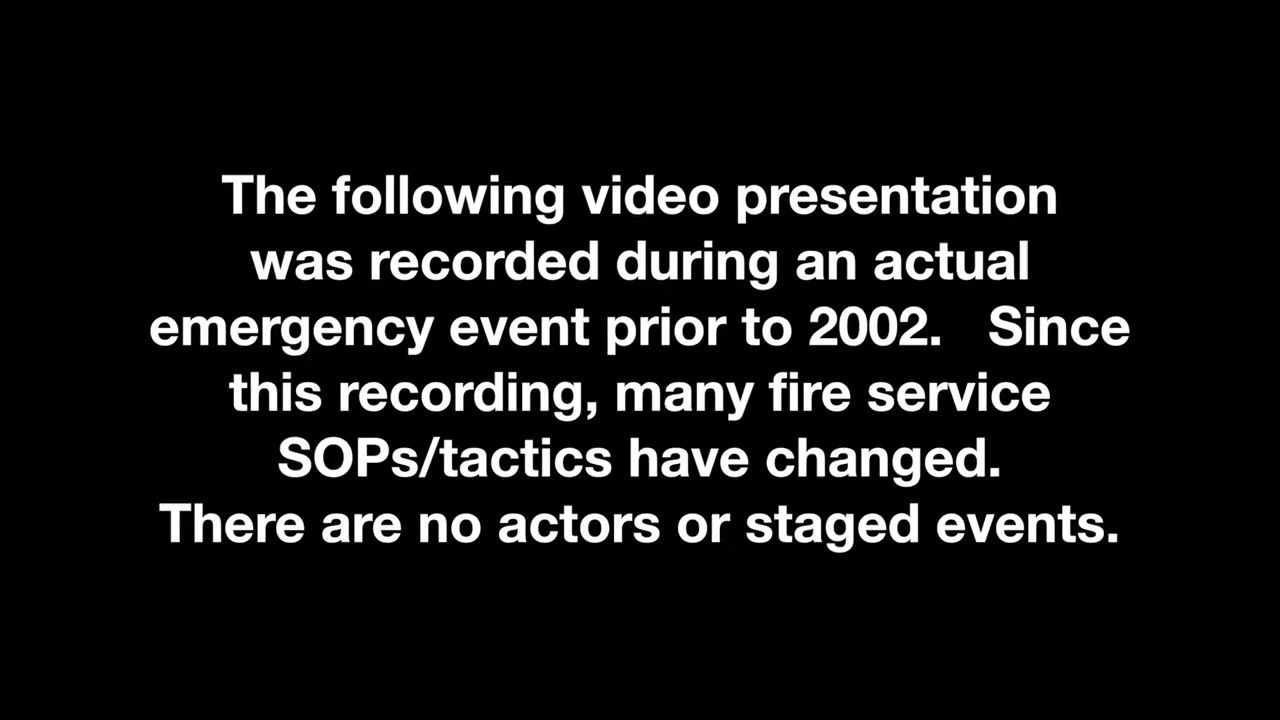 The following video presentation
was recorded during an actual
emergency event prior to 2002.   Since
this recording, many fire service
SOPs/tactics have changed.
There are no actors or staged events.